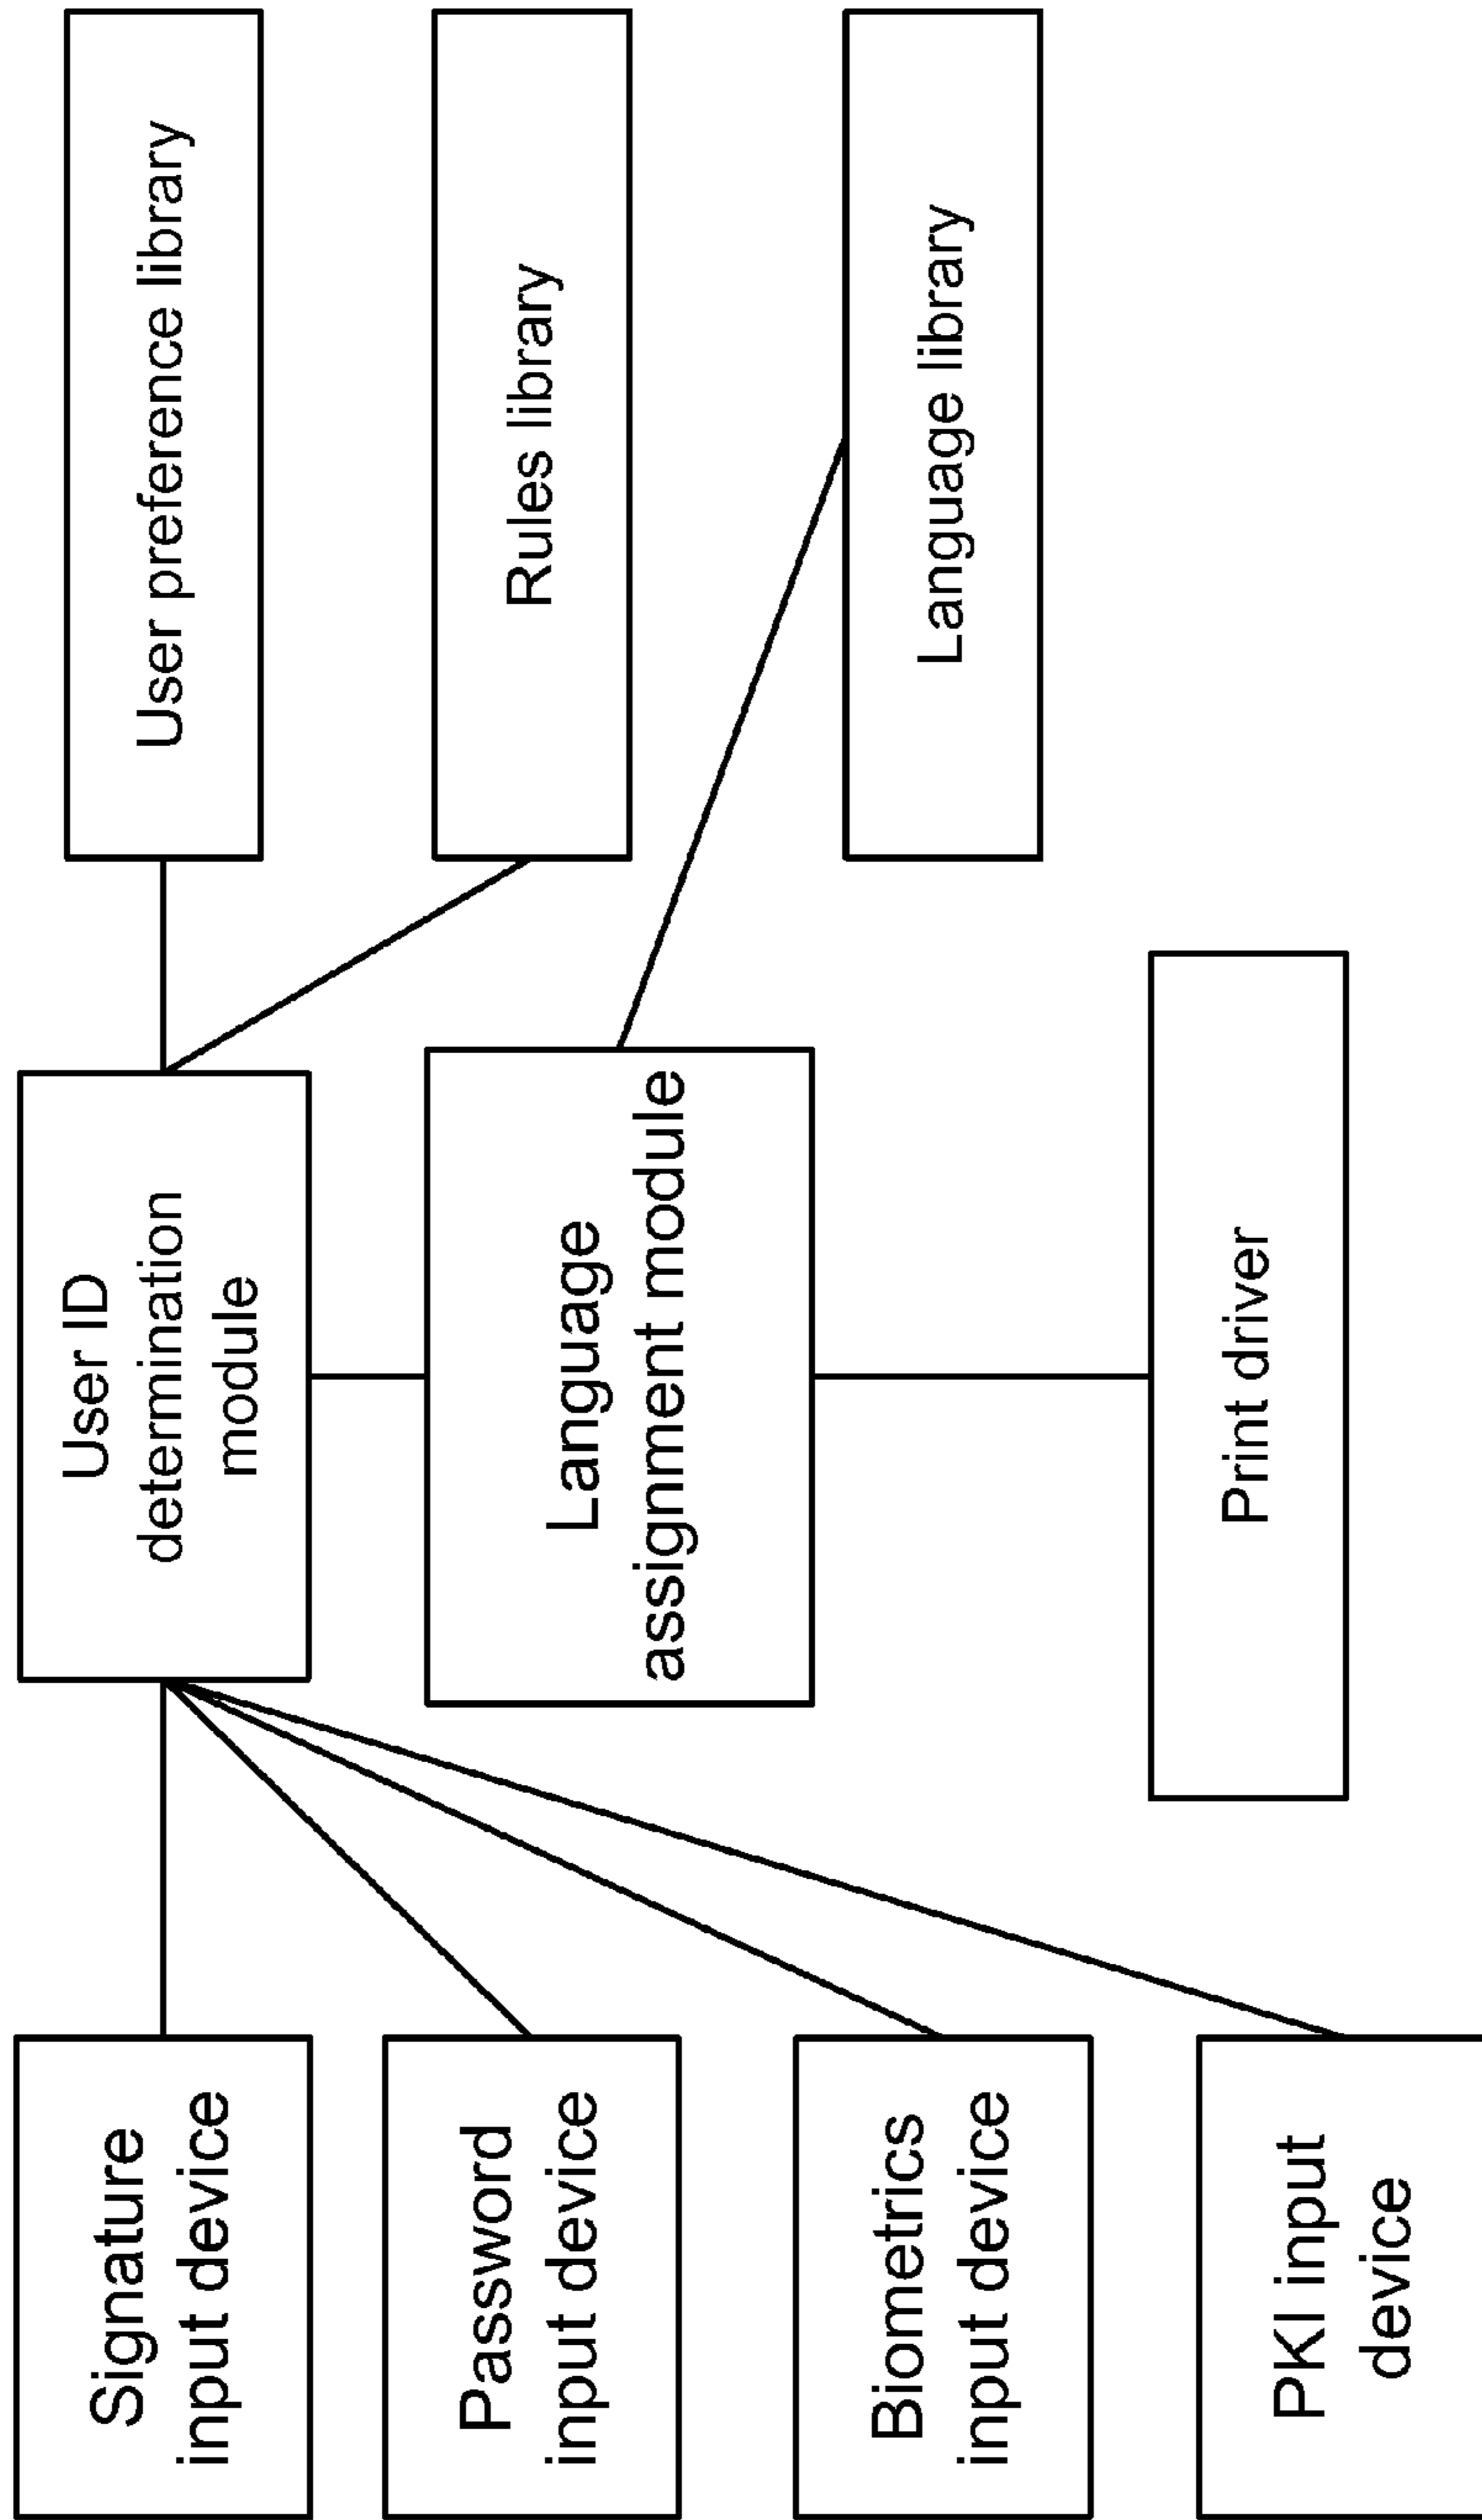 Signature
input device
Password
input device
Biometrics
input device
PKI input
device
User ID
determination
module
Language
assignment module
Print driver
User preference library
Rules library
Language library